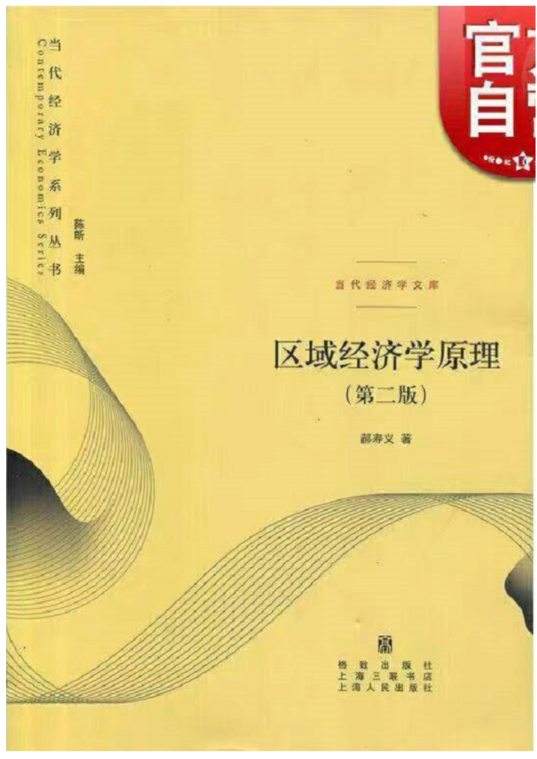 当代经济学系列丛书
Contemporary Economics Series
陈昕 主编
当代经济学文库
区域经济学原理
(第二版)
郝寿义 著
格致出版社
上海三联书店
上海人民出版社
官
自营